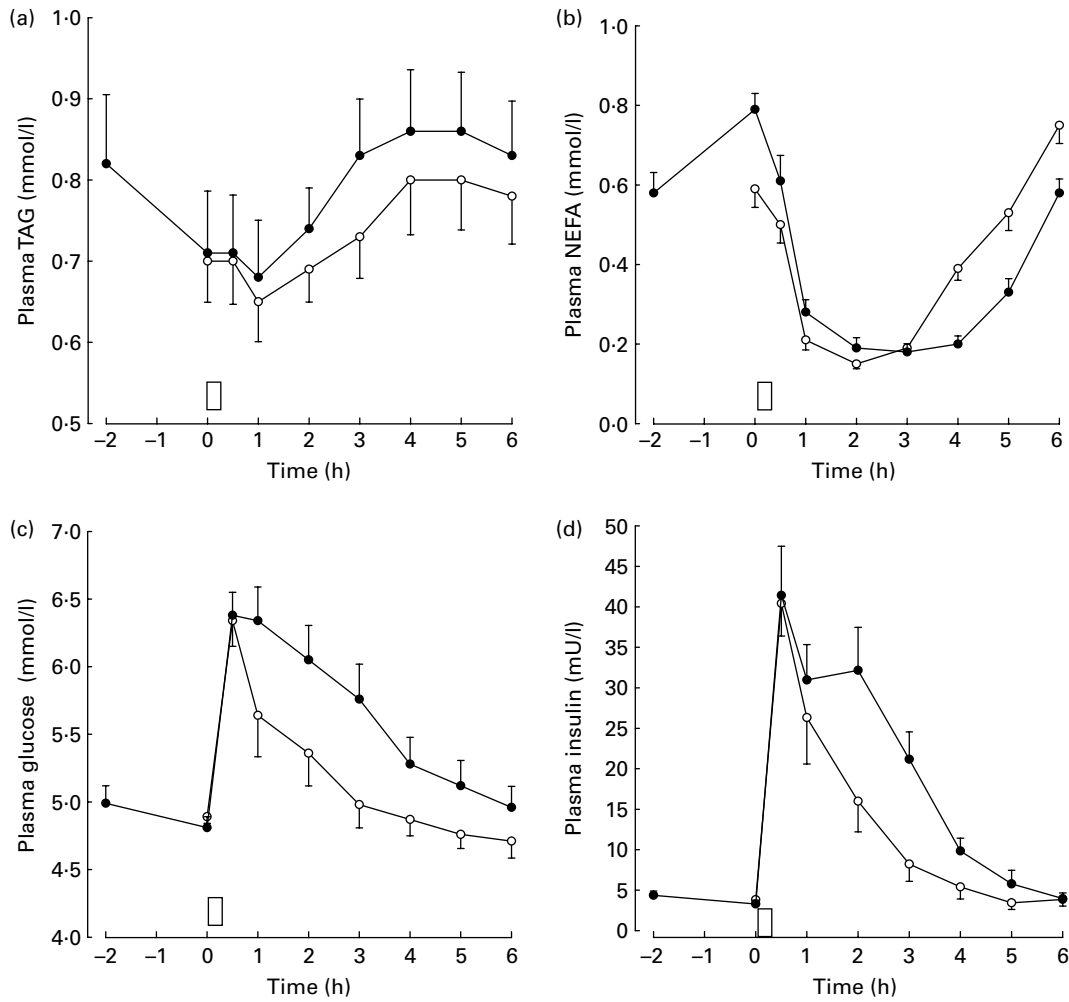 (a)
1·0
0·9
0·8
0·7
0·6
0·5
Plasma TAG (mmol/l)
–2 –1 0 1 2 3 4 5 6
Time (h)
(b)
1·0
0·8
0·6
0·4
0·2
0·0
Plasma NEFA (mmol/l)
–2 –1 0 1 2 3 4 5 6
Time (h)
(c)
7·0
6·5
6·0
5·5
5·0
4·5
4·0
Plasma glucose (mmol/l)
–2 –1 0 1 2 3 4 5 6
Time (h)
(d)
50
45
40
35
30
25
20
15
10
5
0
Plasma insulin (mU/l)
–2 –1 0 1 2 3 4 5 6
Time (h)